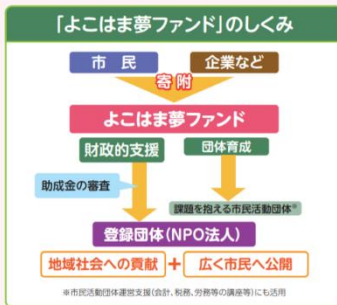 「よこはま夢ファンド」のしくみ
市民 企業など
寄附
よこはま夢ファンド
財政的支援 団体育成
助成金の審査
課題を抱える市民活動団体※
登録団体(NPO法人)
地域社会への貢献 + 広く市民へ公開
※市民活動団体運営支援(会計、税務、労務等の講座等)にも活用